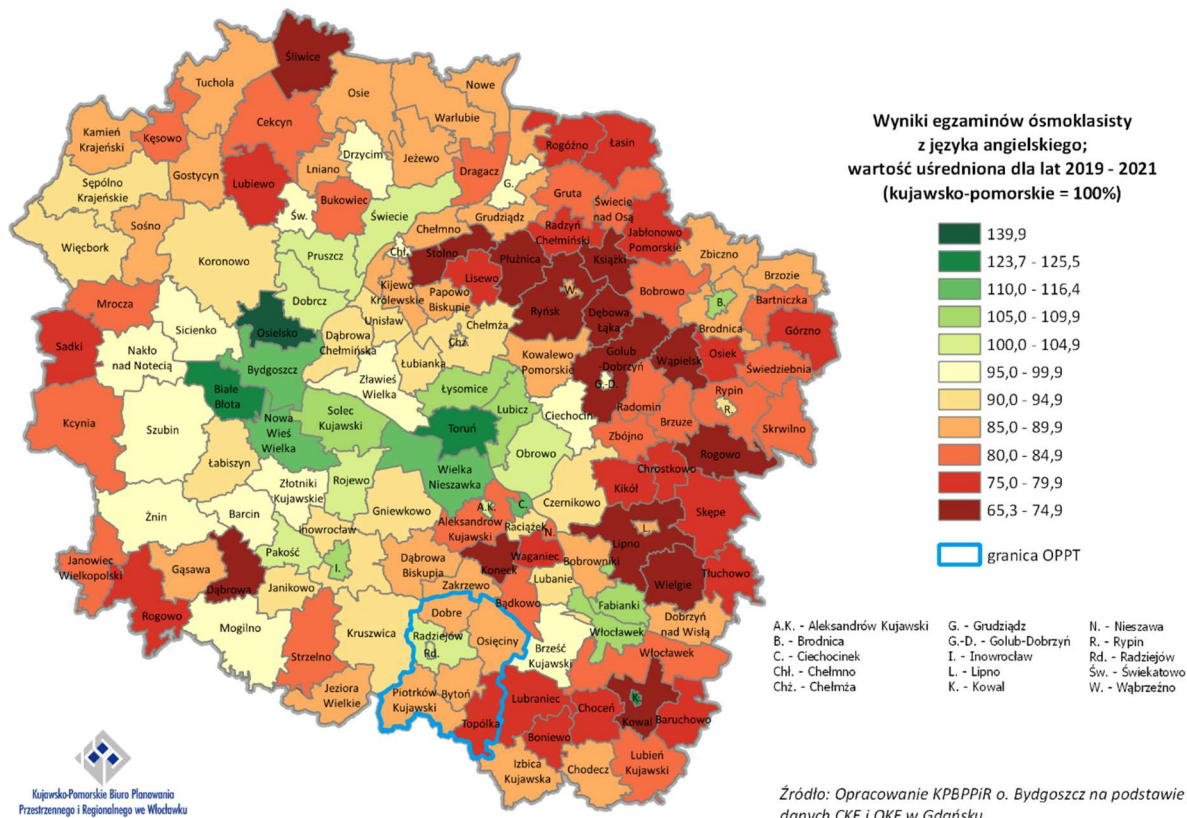 Wyniki egzaminów ósmoklasisty
z języka angielskiego;
wartość uśredniona dla lat 2019 - 2021
(kujawsko-pomorskie = 100%)
139,9
123,7 - 125,5
110,0 - 116,4
105,0 - 109,9
100,0 - 104,9
95,0 - 99,9
90,0 - 94,9
85,0 - 89,9
80,0 - 84,9
75,0 - 79,9
65,3 - 74,9
granica OPPT
A.K. - Aleksandrów Kujawski
B. - Brodnica
C. - Ciechocinek
Chł. - Chełmno
Chż. - Chełmża
G. - Grudziądz
G.-D. - Golub-Dobrzyń
I. - Inowrocław
L. - Lipno
K. - Kowal
N. - Nieszawa
R. - Rypin
Rd. - Radziejów
Św. - Świekatowo
W. - Wąbrzeźno
Śliwice
Tuchola
Osie
Nowe
Warlubie
Cekcyn
Kamień
Krajeński
Kęsowo
Drzycim
Jeżewo
Rogóźno
Łasin
Gostycyn
Lubiewo
Lniano
Dragacz
G.
Sępólno
Krajeńskie
Bukowiec
Gruta
Świecie
nad Osą
Św.
Świecie
Grudziądz
Sośno
Chełmno
Radzyń
Chełmiński
Jabłonowo
Pomorskie
Więcbork
Koronowo
Pruszcz
Chł.
Stolno
Płużnica
Książki
Zbiczno
Brzozie
Lisewo
Kijewo
Królewskie
Papowo
Biskupie
W.
Bobrowo
B.
Bartniczka
Mrocza
Dobrcz
Ryńsk
Dębowa
Łąka
Brodnica
Górzno
Sicienko
Osielsko
Unisław
Chełmża
Chż.
Dąbrowa
Chełmińska
Sadki
Nakło
nad Notecią
Łubianka
Kowalewo
Pomorskie
Golub
-Dobrzyń
Wąpielsk
Osiek
Świedziebnia
Bydgoszcz
Zławieś
Wielka
G.-D.
Białe
Błota
Łysomice
Rypin
R.
Radomin
Solec
Kujawski
Lubicz
Ciechocin
Kcynia
Szubin
Nowa
Wieś
Wielka
Toruń
Zbójno
Brzuze
Skrwilno
Łabiszyn
Wielka
Nieszawka
Obrowo
Rogowo
Złotniki
Kujawskie
Rojewo
Czernikowo
Chrostkowo
Kikół
Żnin
Barcin
Gniewkowo
A.K.
C.
Skępe
Inowrocław
Aleksandrów
Kujawski
Raciążek
N.
L.
Pakość
I.
Lipno
Janowiec
Wielkopolski
Gąsawa
Dąbrowa
Dąbrowa
Biskupia
Koneck
Waganiec
Bobrowniki
Wielgie
Tłuchowo
Janikowo
Zakrzewo
Lubanie
Rogowo
Bądkowo
Fabianki
Dobre
Dobrzyń
nad Wisłą
Mogilno
Strzelno
Kruszwica
Radziejów
Rd.
Osięciny
Włocławek
Brześć
Kujawski
Włocławek
Jeziora
Wielkie
Piotrków
Kujawski
Bytoń
Lubraniec
Choceń
K.
Kowal
Baruchowo
Topólka
Boniewo
Izbica
Kujawska
Chodecz
Lubień
Kujawski
Kujawsko-Pomorskie Biuro Planowania
Przestrzennego i Regionalnego we Włocławku
Źródło: Opracowanie KPBPPiR o. Bydgoszcz na podstawie
danych CKE i OKE w Gdańsku